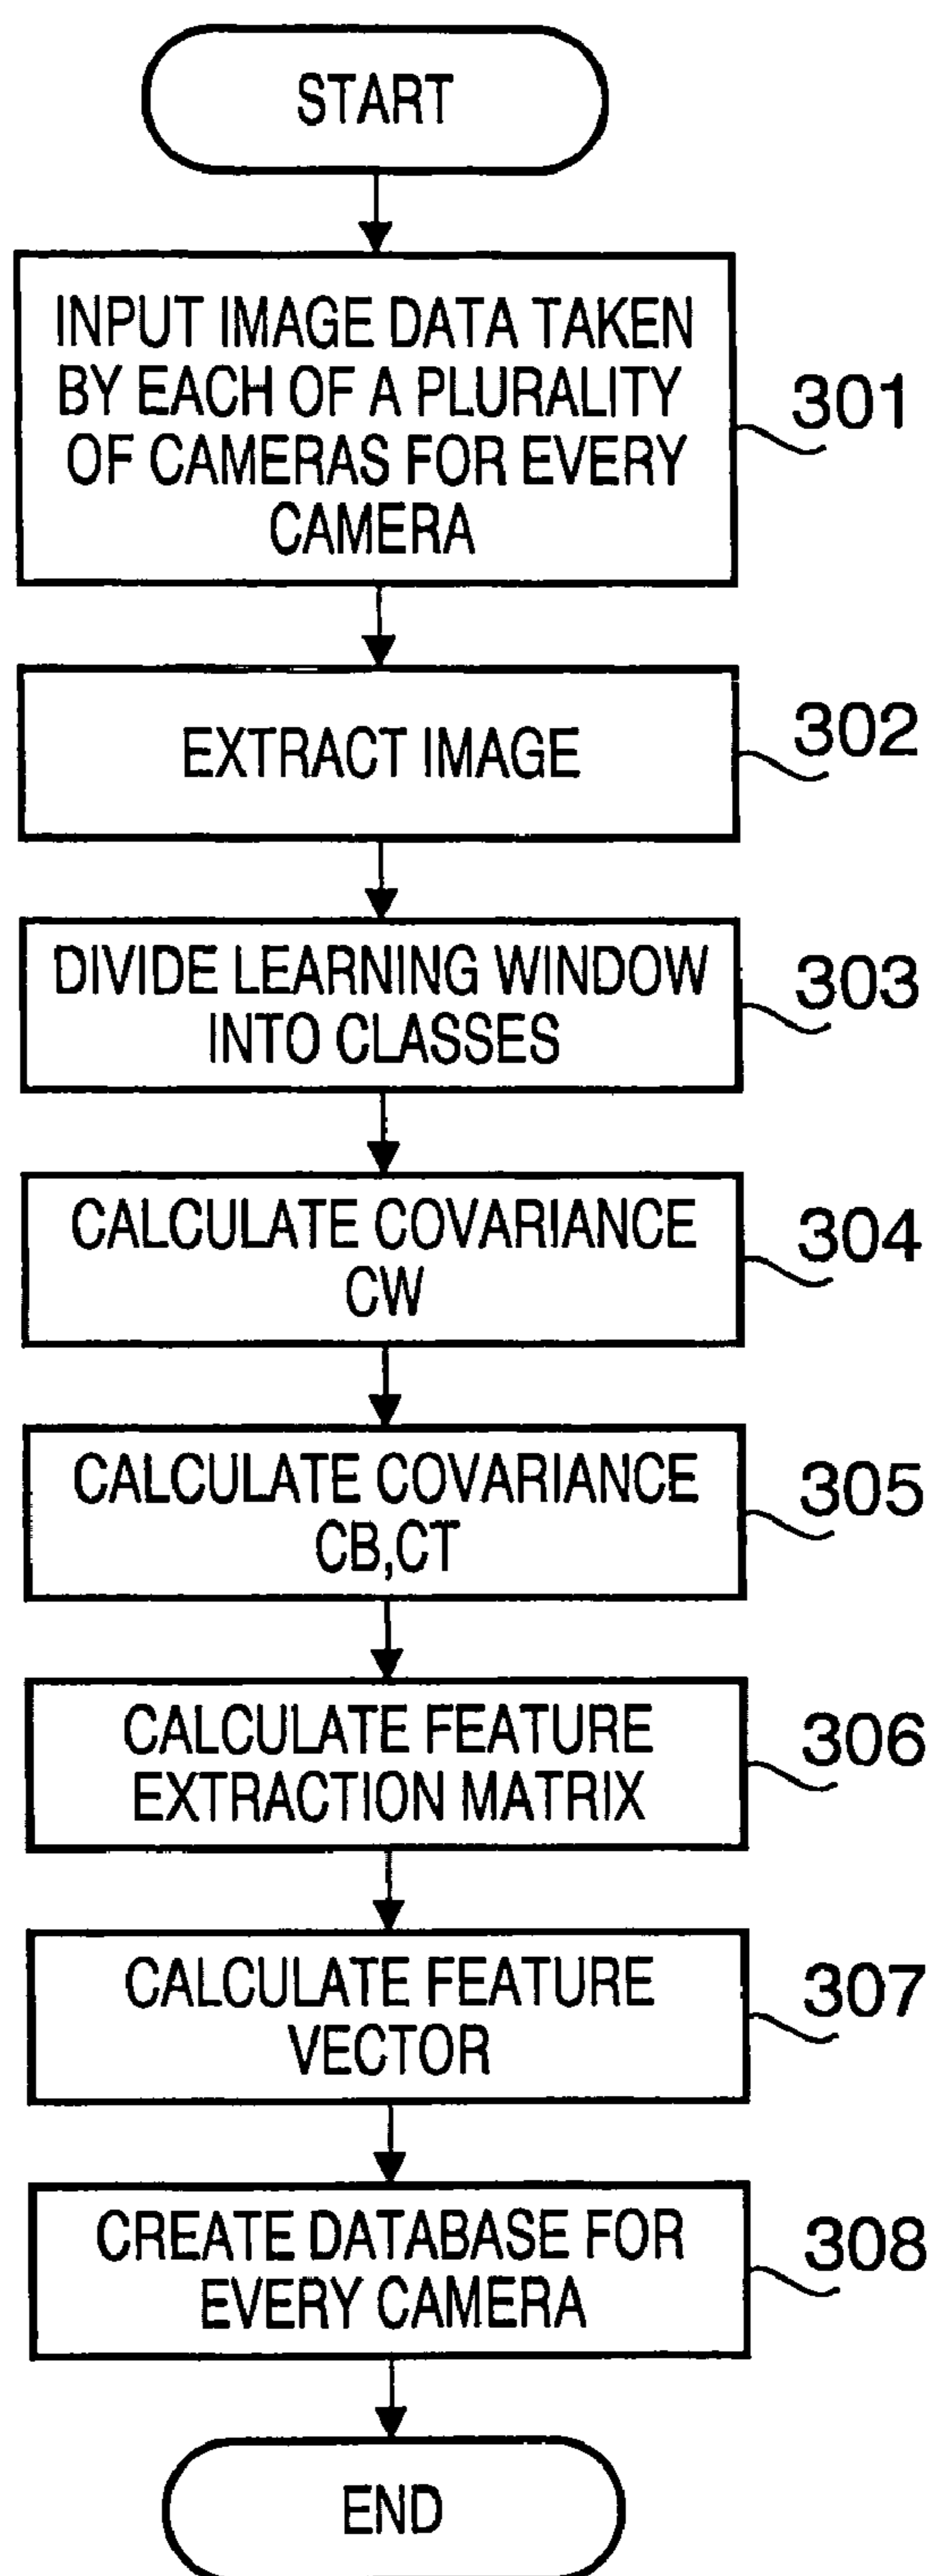 START
INPUT IMAGE DATA TAKEN
BY EACH OF A PLURALITY
OF CAMERAS FOR EVERY
CAMERA
301
EXTRACT IMAGE
302
DIVIDE LEARNING WINDOW
INTO CLASSES
303
CALCULATE COVARIANCE
CW
304
CALCULATE COVARIANCE
CB,CT
305
CALCULATE FEATURE
EXTRACTION MATRIX
306
CALCULATE FEATURE
VECTOR
307
CREATE DATABASE FOR
EVERY CAMERA
308
END